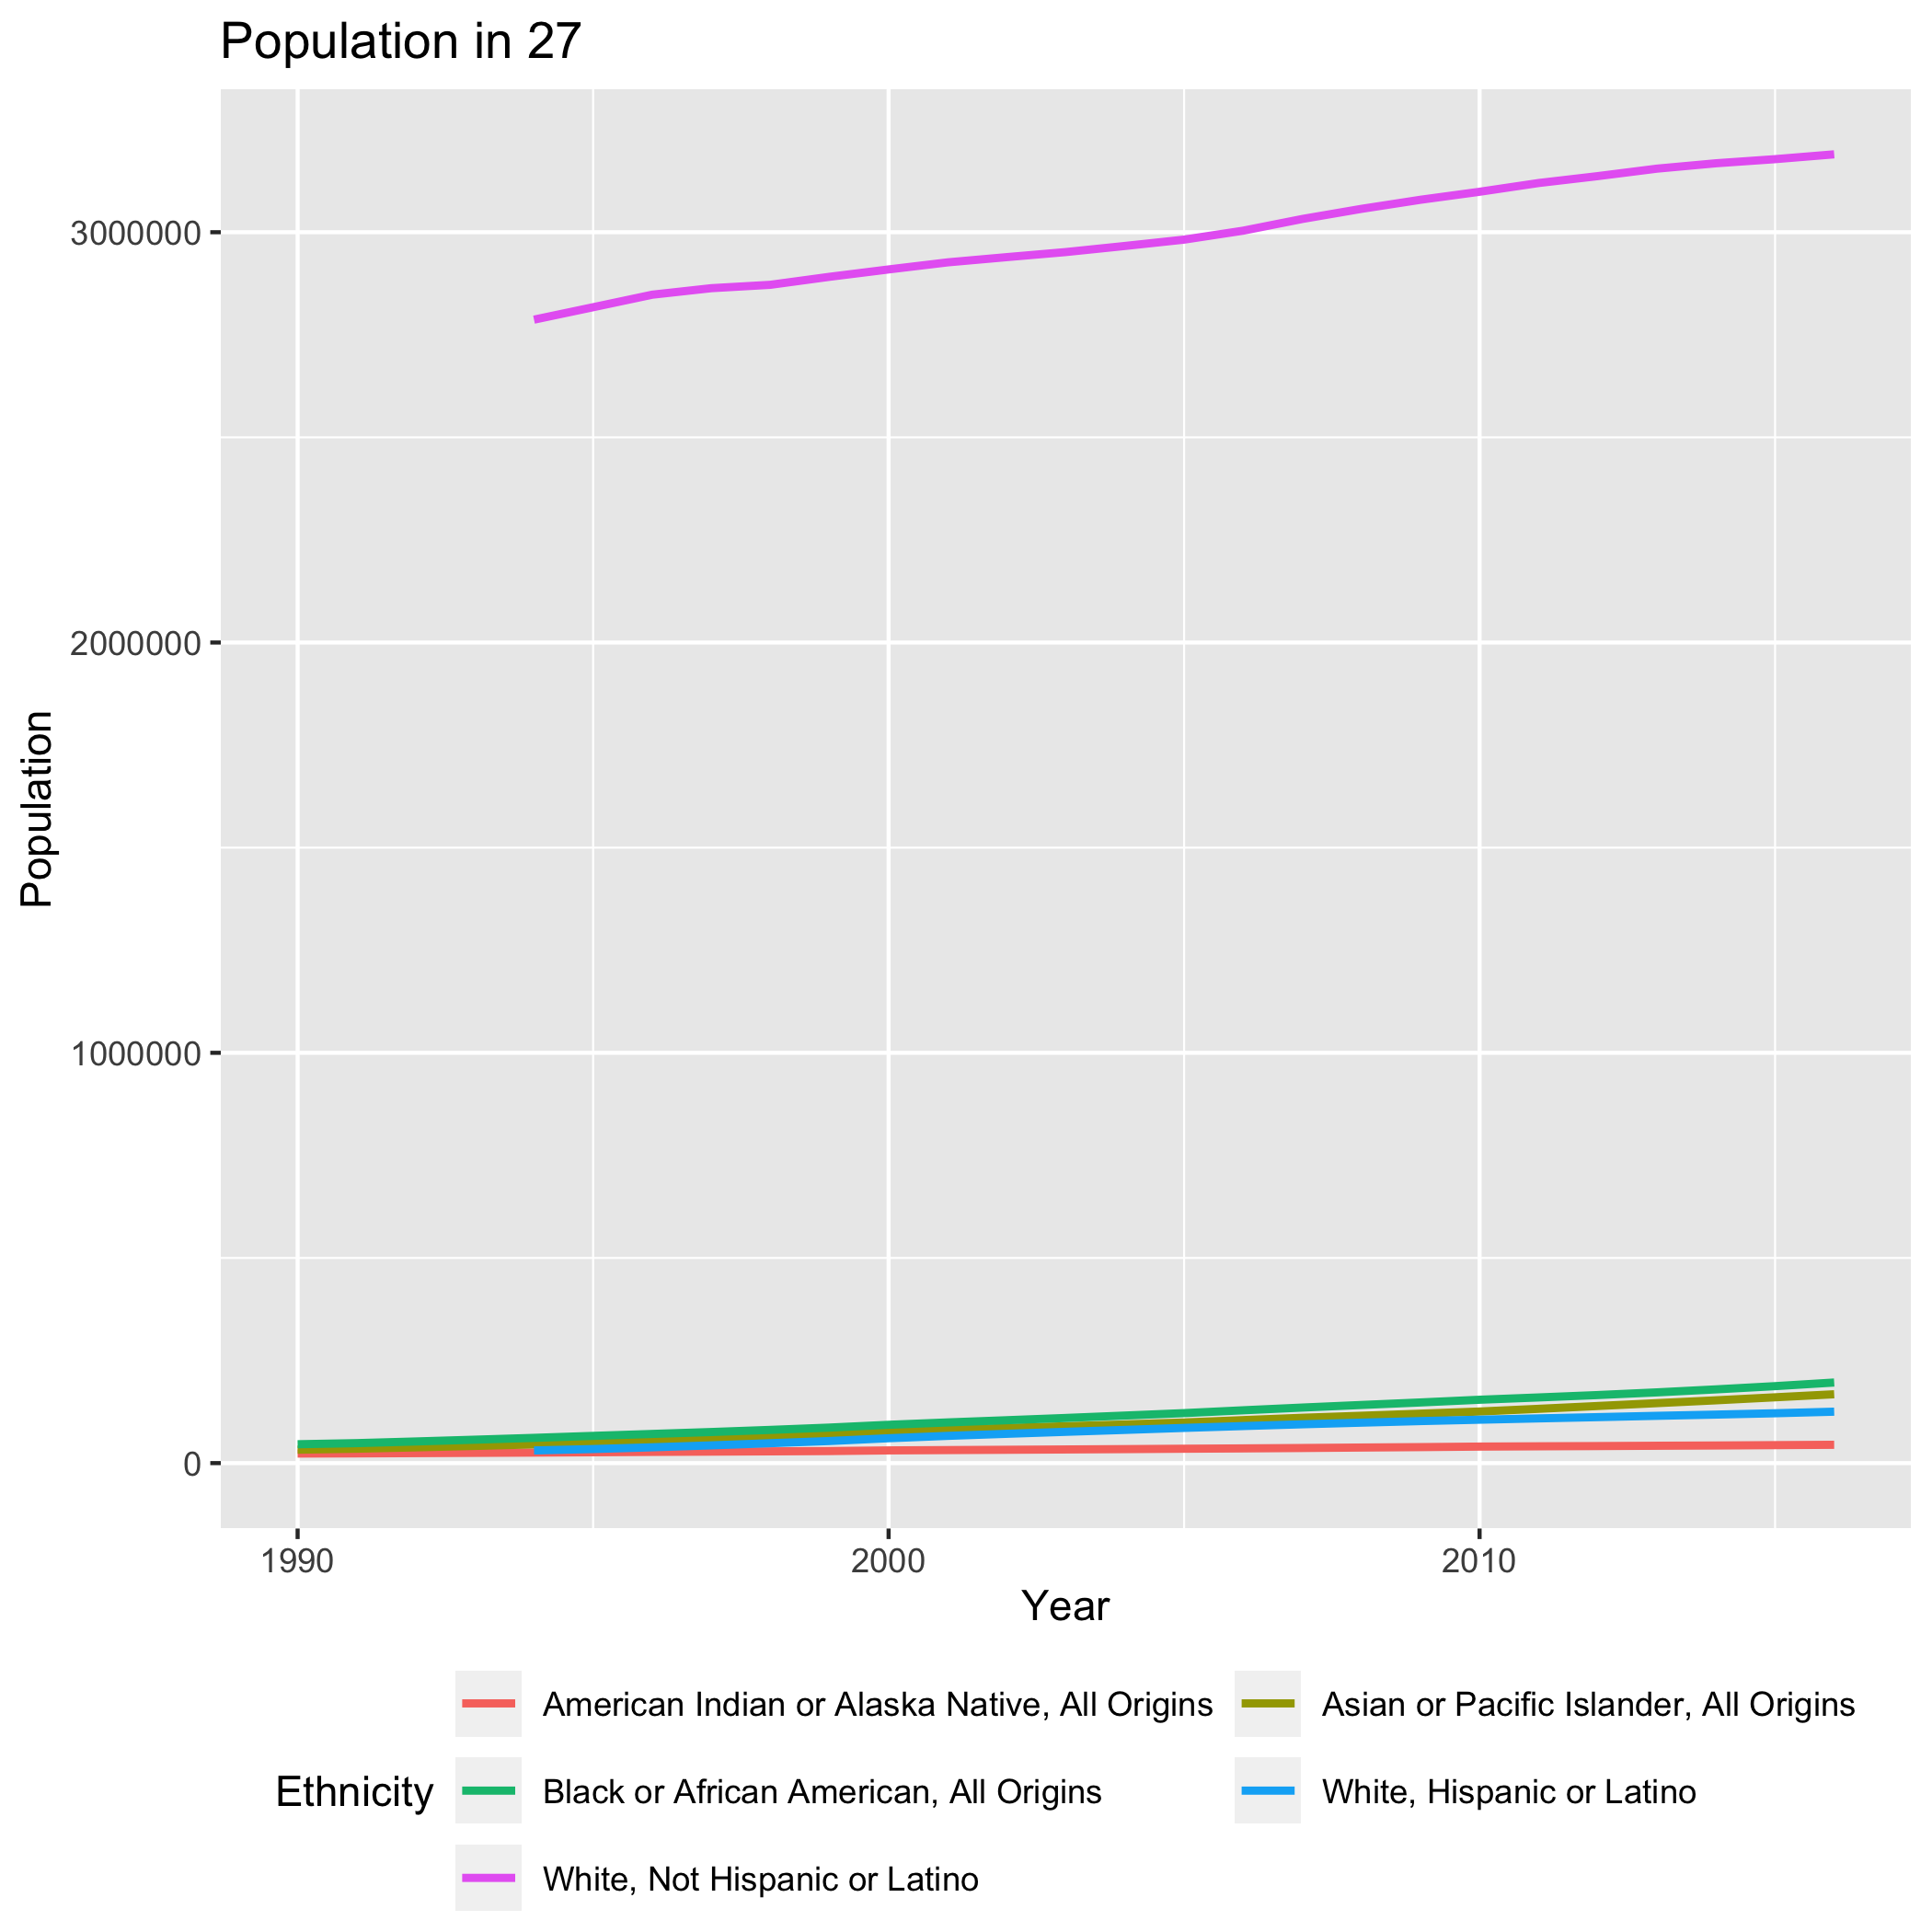 Population in 27
Population
3000000
2000000
1000000
0
1990 2000 2010
Year
Ethnicity
American Indian or Alaska Native, All Origins
Asian or Pacific Islander, All Origins
Black or African American, All Origins
White, Hispanic or Latino
White, Not Hispanic or Latino